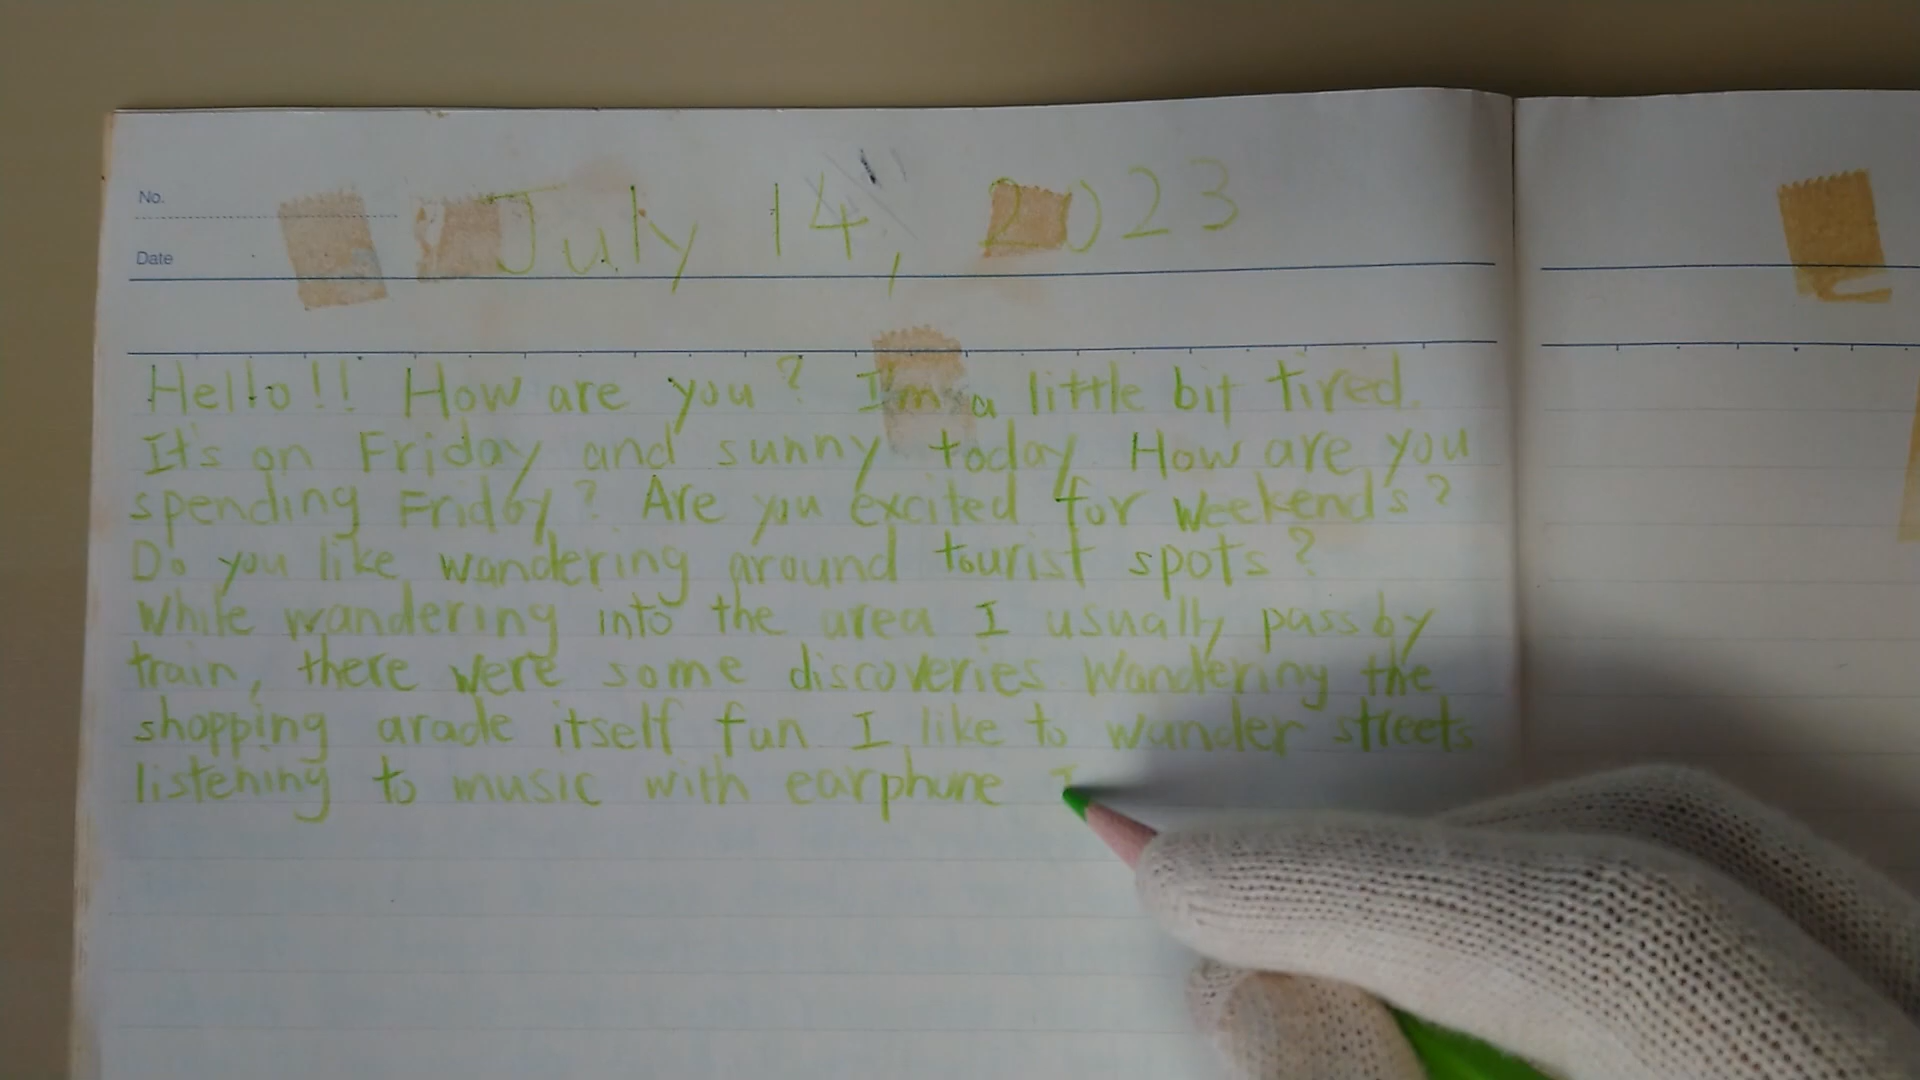 No.
July 14, 2023
Date
Hello!! How are you? I'm a little bit tired.
It's on Friday and sunny today. How are you
spending Friday? Are you excited for weekends?
Do you like wandering around tourist spots?
While wandering into the area I usually pass by
train, there were some discoveries. Wandering the
shopping arade itself fun. I like to wander streets
listening to music with earphone. I